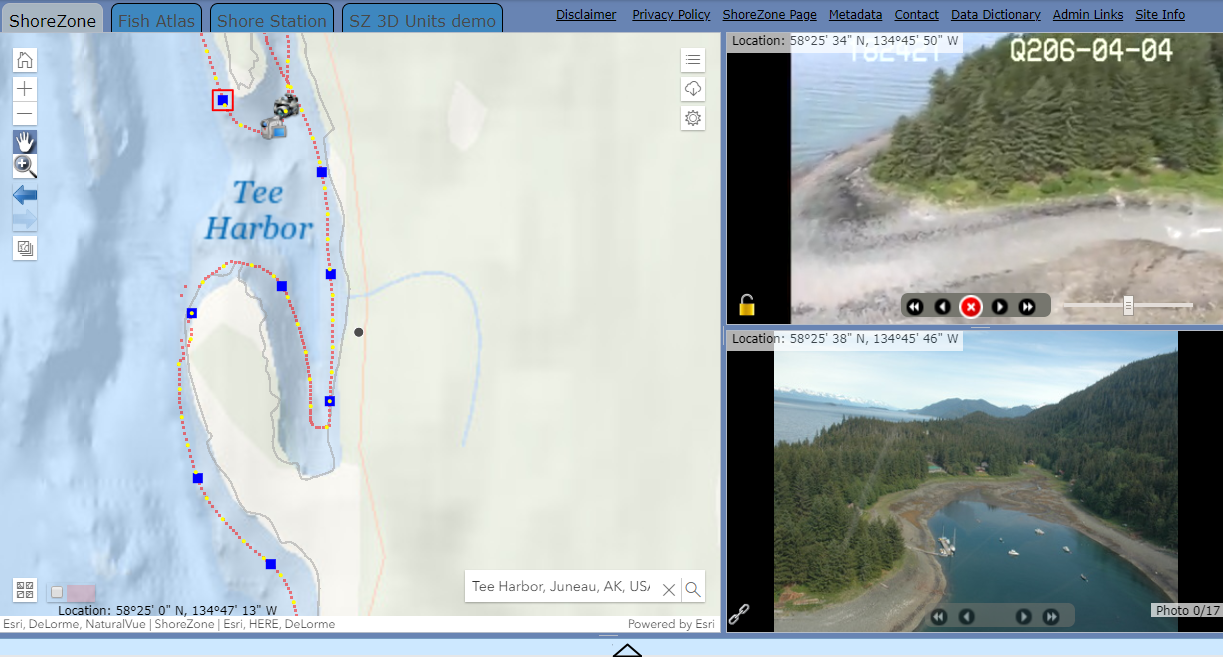 ShoreZone
Fish Atlas
Shore Station
SZ 3D Units demo
Disclaimer
Privacy Policy
ShoreZone Page
Metadata
Contact
Data Dictionary
Admin Links
Site Info
Tee
Harbor
Tee Harbor, Juneau, AK, US
Location: 58°25' 0" N, 134°47' 13" W
Esri, DeLorme, NaturalVue | ShoreZone | Esri, HERE, DeLorme
Powered by Esri
Location: 58°25' 34" N, 134°45' 50" W
Q206-04-04
Location: 58°25' 38" N, 134°45' 46" W
Photo 0/17